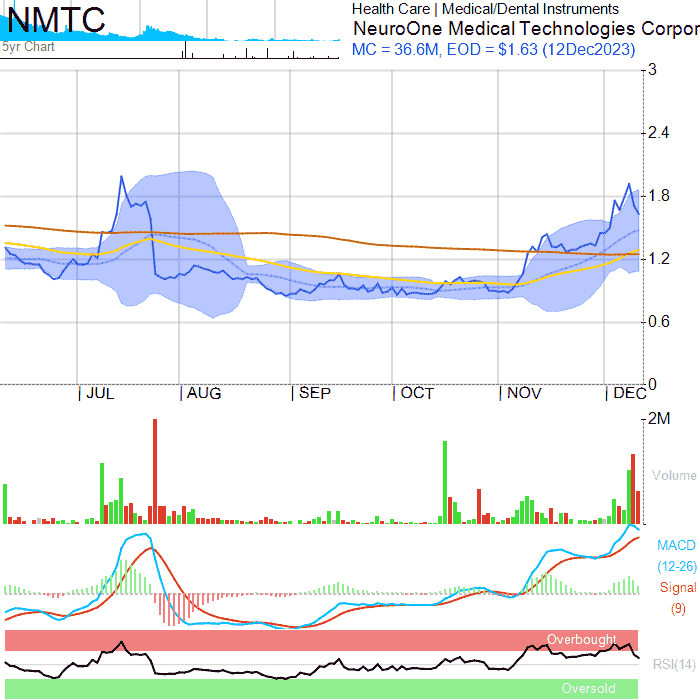 NMTC
5yr Chart
Health Care | Medical/Dental Instruments
NeuroOne Medical Technologies Corpor
MC = 36.6M, EOD = $1.63 (12Dec2023)
3
2.4
1.8
1.2
0.6
0
| JUL | AUG | SEP | OCT | NOV | DEC
2M
Volume
MACD
(12-26)
Signal
(9)
Overbought
RSI(14)
Oversold